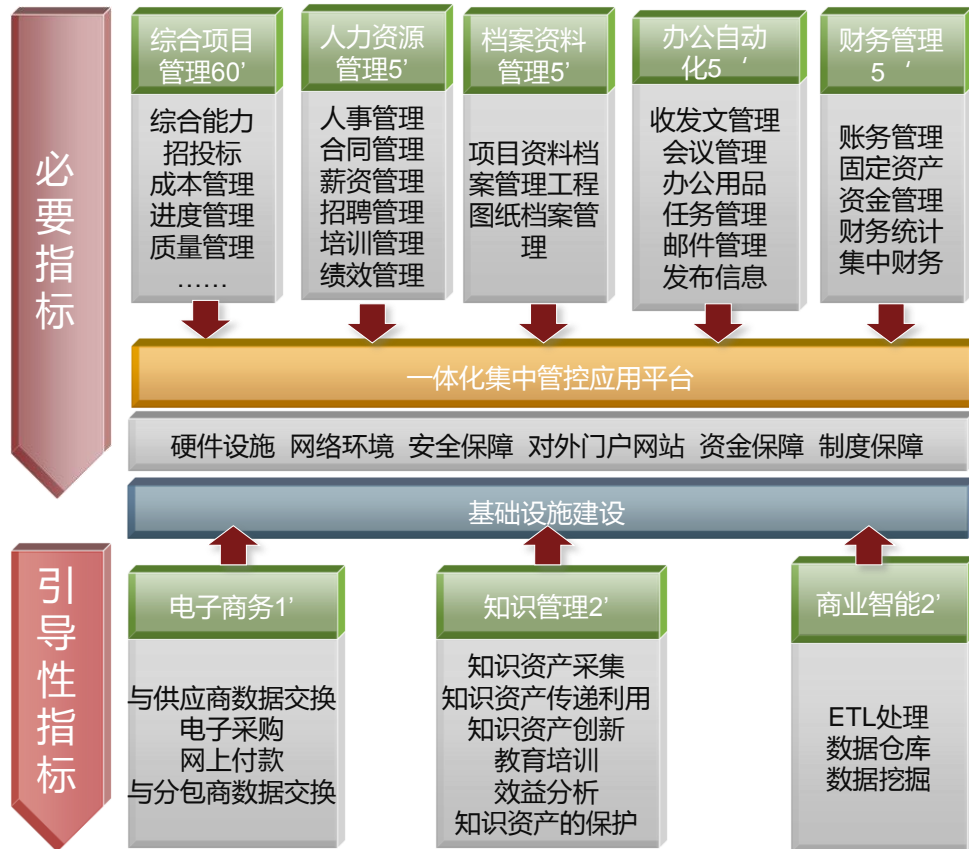 必要指标
综合项目
管理60’
综合能力
招投标
成本管理
进度管理
质量管理
……
人力资源
管理5’
人事管理
合同管理
薪资管理
招聘管理
培训管理
绩效管理
档案资料
管理5’
项目资料档
案管理工程
图纸档案管
理
办公自动
化5‘
收发文管理
会议管理
办公用品
任务管理
邮件管理
发布信息
财务管理
5‘
账务管理
固定资产
资金管理
财务统计
集中财务
一体化集中管控应用平台
硬件设施 网络环境 安全保障 对外门户网站 资金保障 制度保障
基础设施建设
引导性指标
电子商务1’
与供应商数据交换
电子采购
网上付款
与分包商数据交换
知识管理2’
知识资产采集
知识资产传递利用
知识资产创新
教育培训
效益分析
知识资产的保护
商业智能2’
ETL处理
数据仓库
数据挖掘